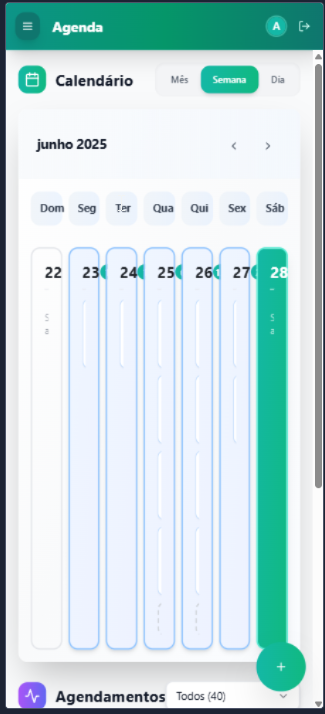 Agenda
A
Calendário
Mês Semana Dia
junho 2025
Dom Seg Ter Qua Qui Sex Sáb
22 23 24 25 26 27 28
S S
a a
+
Agendamentos
Todos (40)